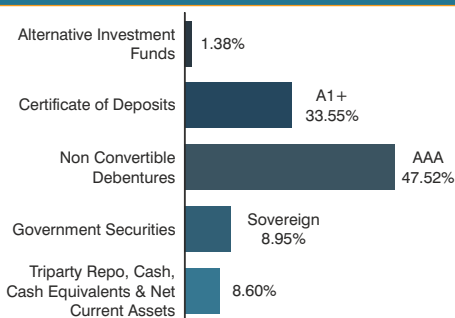 Alternative Investment
Funds
1.38%
Certificate of Deposits
A1+
33.55%
Non Convertible
Debentures
AAA
47.52%
Government Securities
Sovereign
8.95%
Triparty Repo, Cash,
Cash Equivalents & Net
Current Assets
8.60%